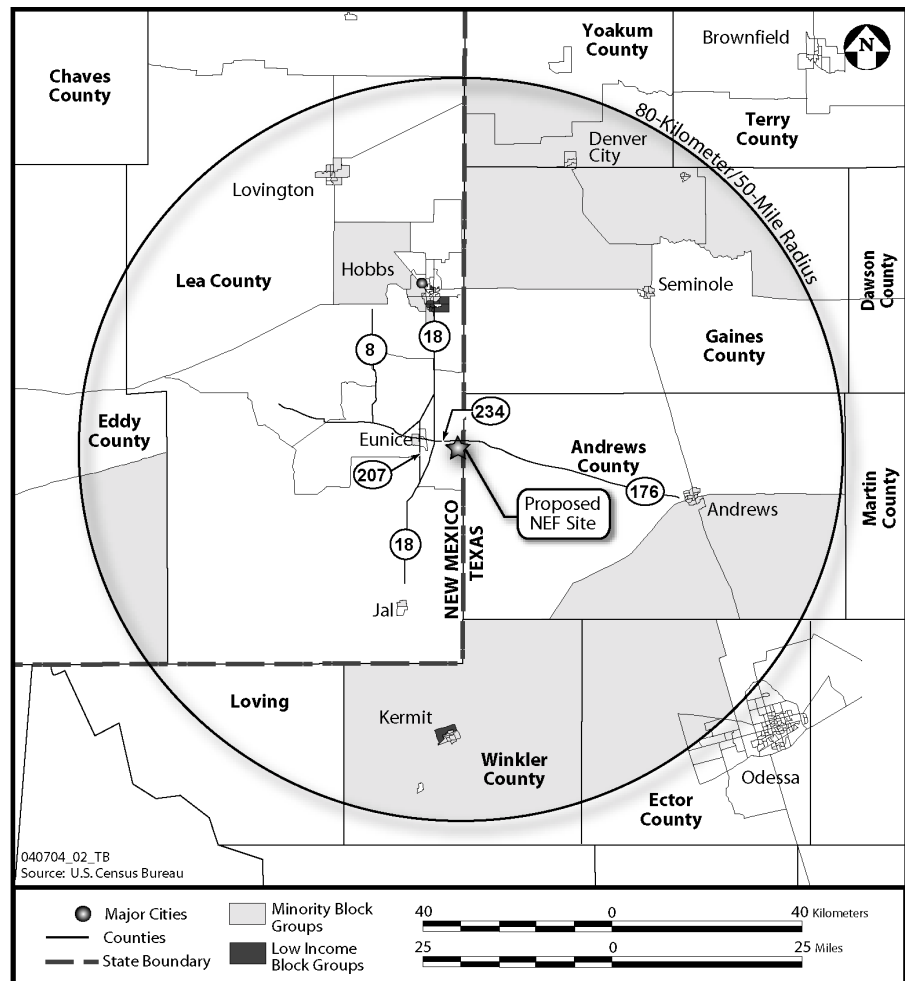 Yoakum
County
Brownfield
N
Chaves
County
80-Kilometer/50-Mile Radius
Terry
County
Denver
City
Lovington
Lea County
Hobbs
Seminole
Dawson
County
18
8
Gaines
County
234
Eddy
County
Eunice
Andrews
County
207
176
Martin
County
Proposed
NEF Site
Andrews
NEW MEXICO
TEXAS
18
Jal
Loving
Kermit
Winkler
County
Odessa
Ector
County
040704_02_TB
Source: U.S. Census Bureau
Major Cities
Counties
State Boundary
Minority Block
Groups
Low Income
Block Groups
40 0 40 Kilometers
25 0 25 Miles